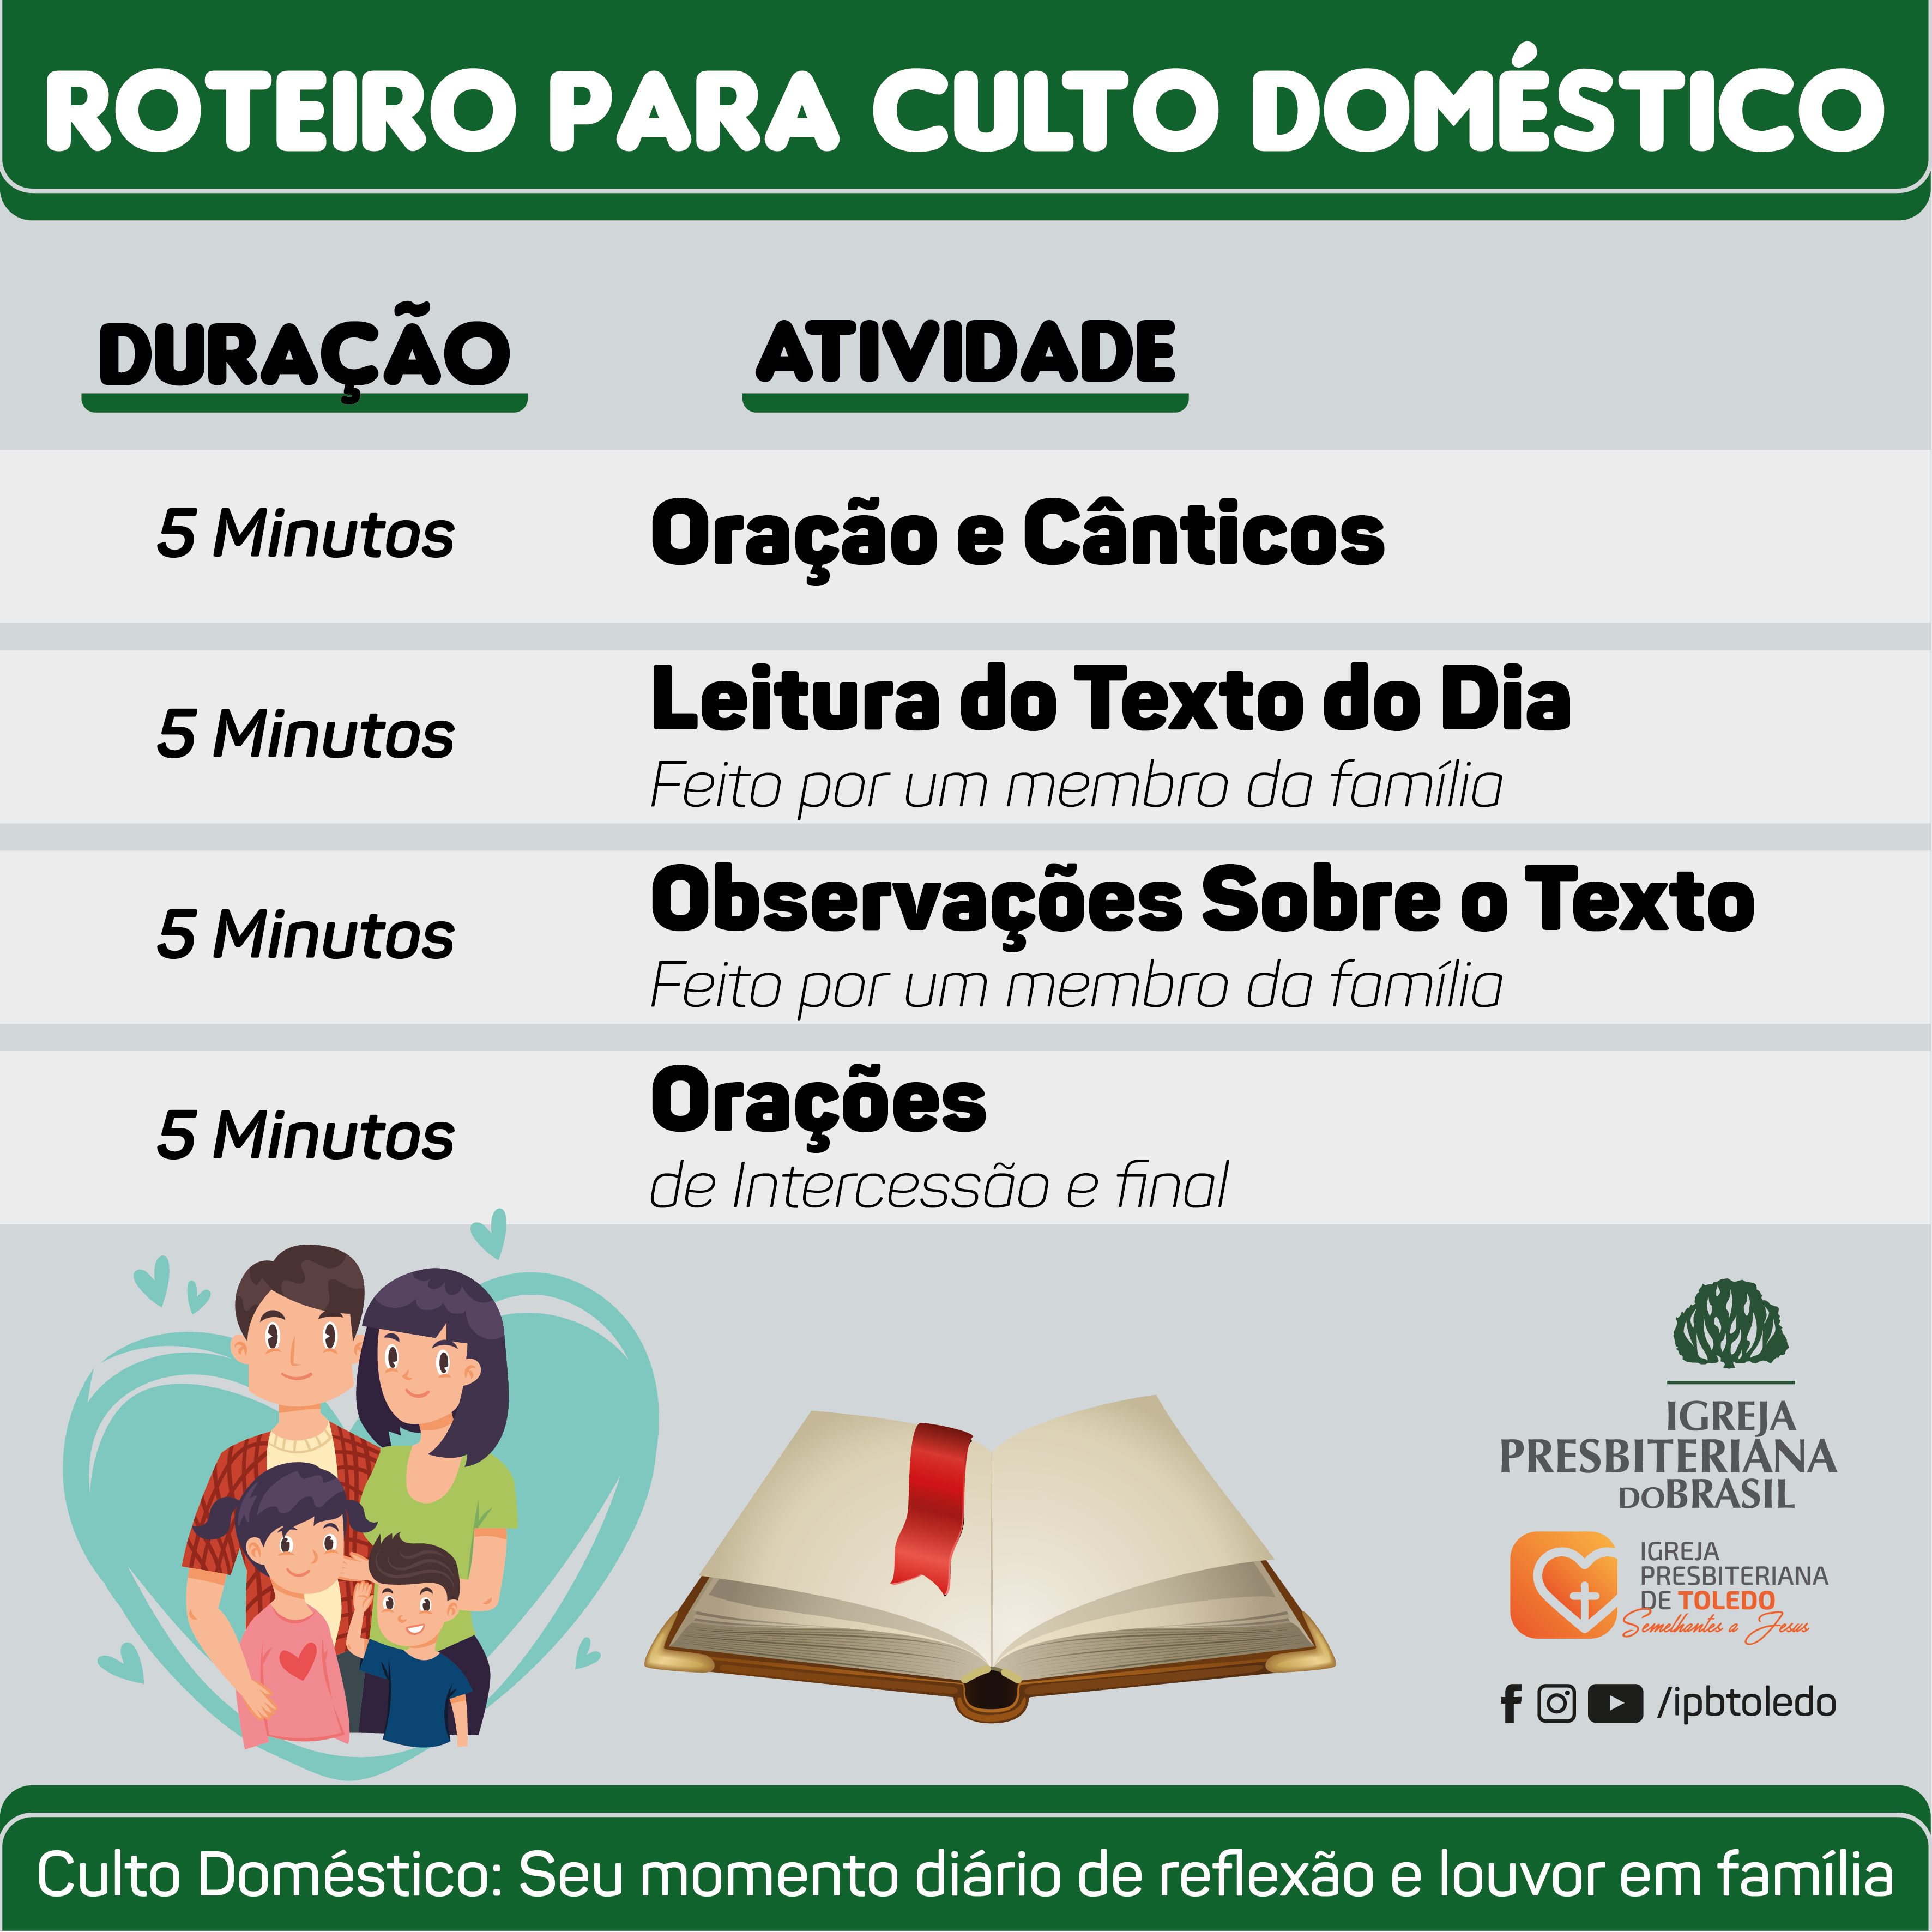 ROTEIRO PARA CULTO DOMÉSTICO
DURAÇÃO ATIVIDADE
5 Minutos Oração e Cânticos
5 Minutos Leitura do Texto do Dia
Feito por um membro da família
5 Minutos Observações Sobre o Texto
Feito por um membro da família
5 Minutos Orações
de Intercessão e final
IGREJA
PRESBITERIANA
DO BRASIL
IGREJA
PRESBITERIANA
DE TOLEDO
Semelhantes a Jesus
/ipbtoledo
Culto Doméstico: Seu momento diário de reflexão e louvor em família